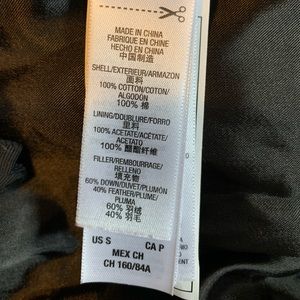 MADE IN CHINA
FABRIQUÉ EN CHINE
HECHO EN CHINA
中国制造
SHELL/EXTERIEUR/ARMAZON
面料
100% COTTON/COTON/
ALGODÓN
100% 棉
LINING/DOUBLURE/FORRO
里料
100% ACETATE/ACÉTATE/
ACETATO
100% 醋酯纤维
FILLER/REMBOURRAGE/
RELLENO
填充物
60% DOWN/DUVET/PLUMÓN
40% FEATHER/PLUME/
PLUMA
60% 羽绒
40% 羽毛
US S CA P
MEX CH
CH 160/84A